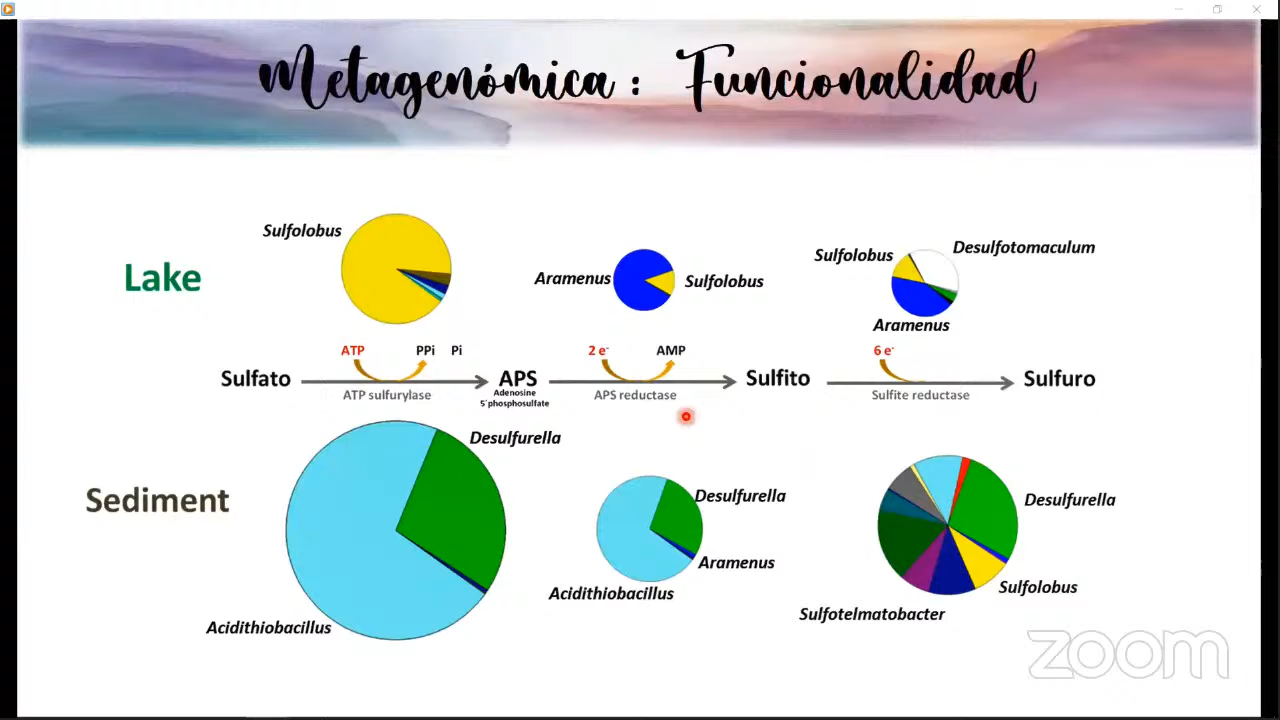 Metagenómica : Funcionalidad
Sulfolobus
Desulfotomaculum
Sulfolobus
Lake
Aramenus
Sulfolobus
Aramenus
ATP
PPi
Pi
2 e-
AMP
6 e-
Sulfato
APS
Sulfito
Sulfuro
ATP sulfurylase
Adenosine
5´phosphosulfate
APS reductase
Sulfite reductase
Desulfurella
Sediment
Desulfurella
Desulfurella
Aramenus
Acidithiobacillus
Sulfolobus
Sulfotelmatobacter
Acidithiobacillus
zoom